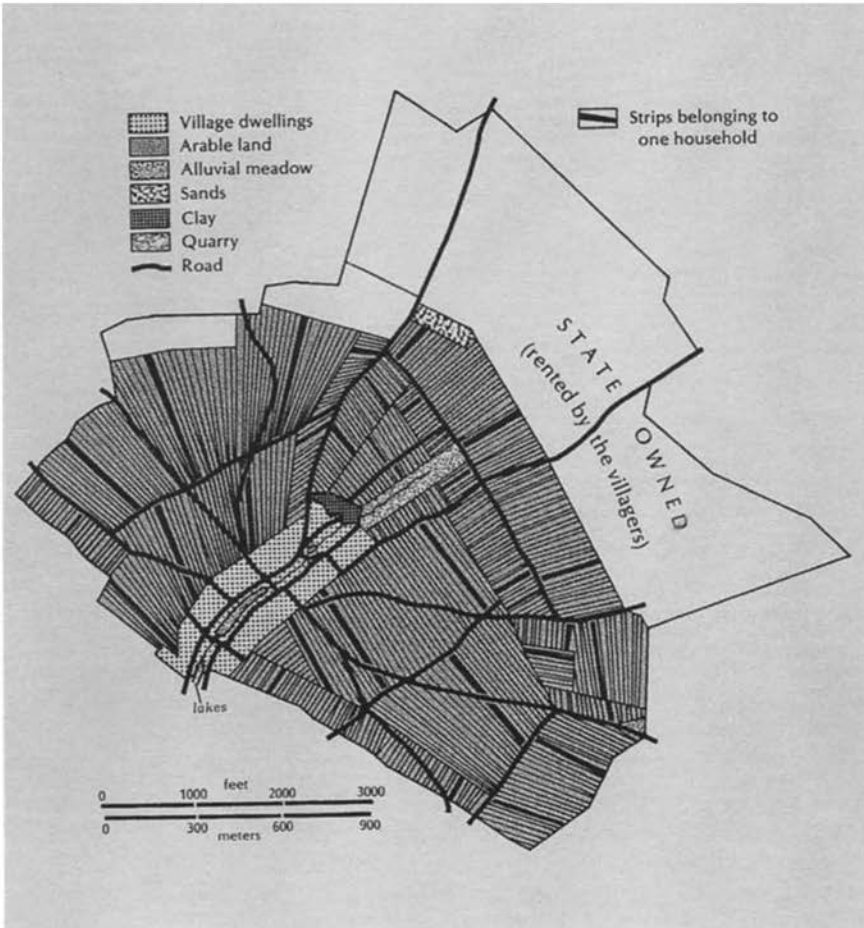 Village dwellings
Arable land
Alluvial meadow
Sands
Clay
Quarry
Road
Strips belonging to
one household
STATE OWNED
(rented by the villagers)
lakes
feet
0 1000 2000 3000
0 300 600 900
meters